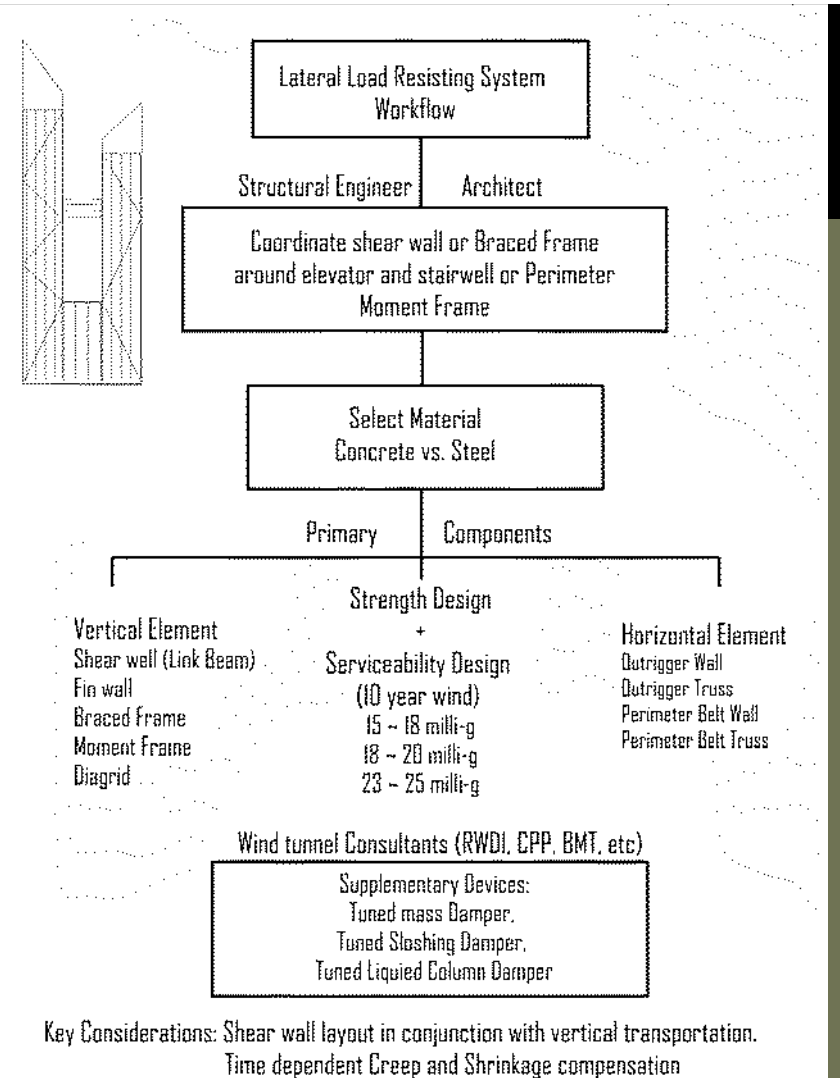 Lateral Load Resisting System
Workflow
Structural Engineer Architect
Coordinate shear wall or Braced Frame
around elevator and stairwell or Perimeter
Moment Frame
Select Material
Concrete vs. Steel
Primary Components
Vertical Element
Shear well (Link Beam)
Fin wall
Braced Frame
Moment Frame
Diagrid
Strength Design
+
Serviceability Design
(10 year wind)
15 ~ 18 milli-g
18 ~ 20 milli-g
23 ~ 25 milli-g
Horizontal Element
Outrigger Wall
Outrigger Truss
Perimeter Belt Wall
Perimeter Belt Truss
Wind tunnel Consultants (RWDI, CPP, BMT, etc)
Supplementary Devices:
Tuned mass Damper,
Tuned Sloshing Damper,
Tuned Liquied Column Damper
Key Considerations: Shear wall layout in conjunction with vertical transportation.
Time dependent Creep and Shrinkage compensation